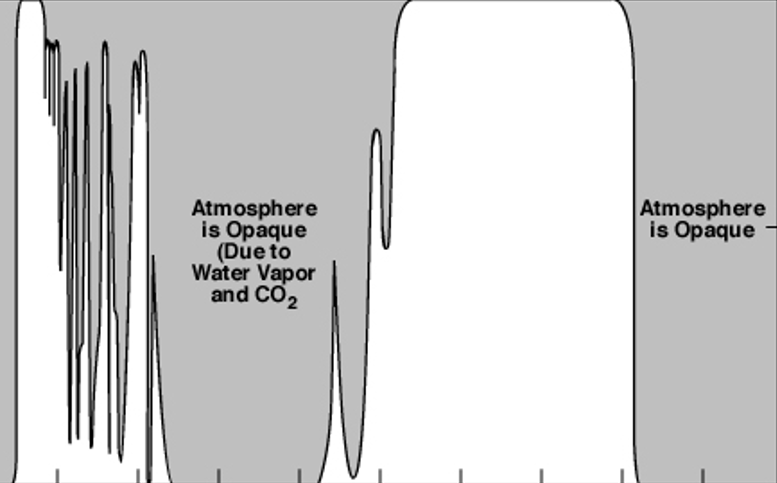 Atmosphere
is Opaque
(Due to
Water Vapor
and CO2
Atmosphere
is Opaque